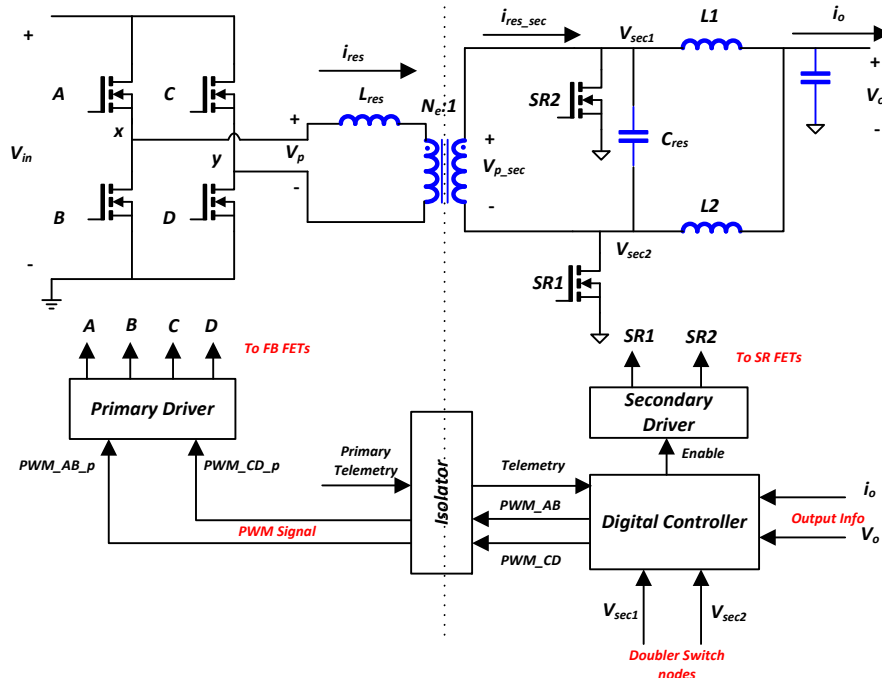 i_res
i_res_sec
V_sec1
L1
i_o
+
A
C
L_res
N_e:1
SR2
+
x
+
C_res
V_o
V_in
y
V_p
+
V_p_sec
-
B
D
-
-
L2
-
V_sec2
SR1
A
B
C
D
To FB FETs
SR1
SR2
To SR FETs
Primary Driver
Secondary
Driver
PWM_AB_p
PWM_CD_p
Primary
Telemetry
Isolator
Telemetry
Enable
PWM_AB
Digital Controller
i_o
Output Info
V_o
PWM Signal
PWM_CD
V_sec1
V_sec2
Doubler Switch
nodes